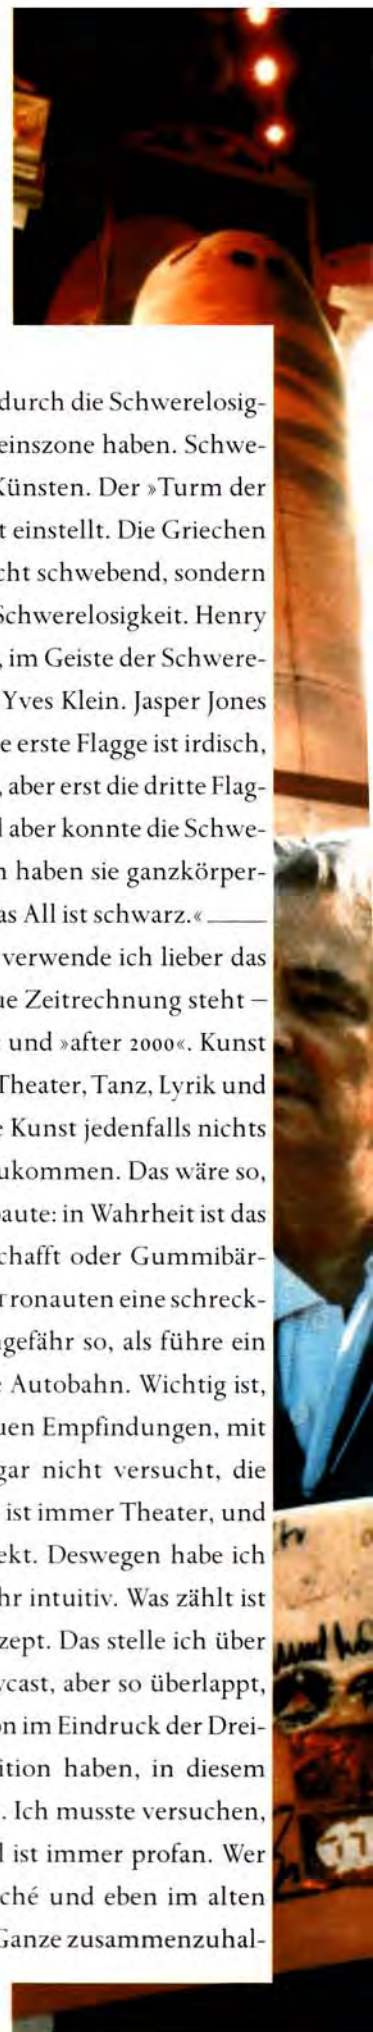 durch die Schwerelosig-
einszone haben. Schwe-
Künsten. Der »Turm der
t einstellt. Die Griechen
cht schwebend, sondern
Schwerelosigkeit. Henry
, im Geiste der Schwere-
Yves Klein. Jasper Jones
e erste Flagge ist irdisch,
, aber erst die dritte Flag-
l aber konnte die Schwe-
n haben sie ganzkörper-
as All ist schwarz.«
verwende ich lieber das
ue Zeitrechnung steht –
und »after 2000«. Kunst
Theater, Tanz, Lyrik und
e Kunst jedenfalls nichts
zukommen. Das wäre so,
baute: in Wahrheit ist das
chafft oder Gummibär-
ronauten eine schreck-
ngefähr so, als führe ein
e Autobahn. Wichtig ist,
uen Empfindungen, mit
gar nicht versucht, die
ist immer Theater, und
ekt. Deswegen habe ich
hr intuitiv. Was zählt ist
zept. Das stelle ich über
ycast, aber so überlappt,
on im Eindruck der Drei-
ition haben, in diesem
. Ich musste versuchen,
l ist immer profan. Wer
ché und eben im alten
Ganze zusammenzuhal-